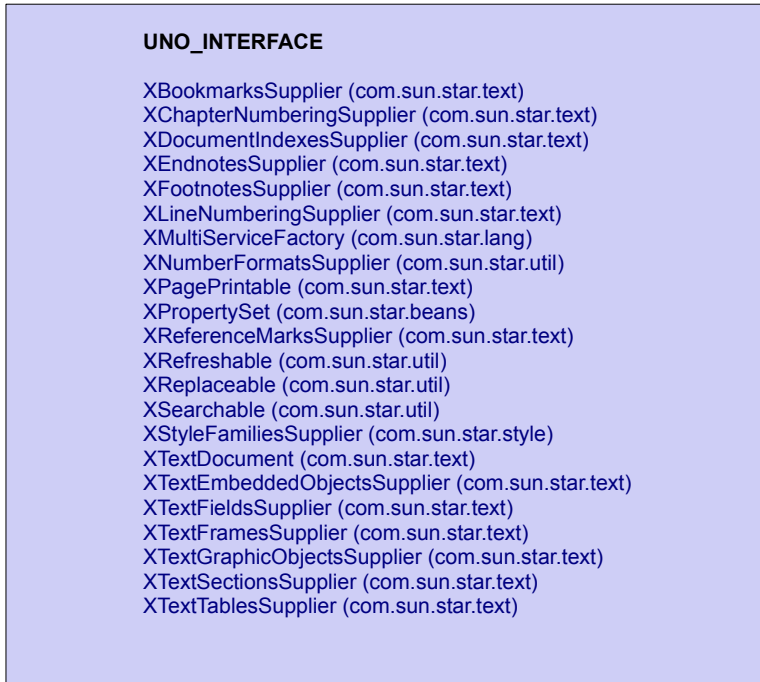 UNO_INTERFACE
XBookmarksSupplier (com.sun.star.text)
XChapterNumberingSupplier (com.sun.star.text)
XDocumentIndexesSupplier (com.sun.star.text)
XEndnotesSupplier (com.sun.star.text)
XFootnotesSupplier (com.sun.star.text)
XLineNumberingSupplier (com.sun.star.text)
XMultiServiceFactory (com.sun.star.lang)
XNumberFormatsSupplier (com.sun.star.util)
XPagePrintable (com.sun.star.text)
XPropertySet (com.sun.star.beans)
XReferenceMarksSupplier (com.sun.star.text)
XRefreshable (com.sun.star.util)
XReplaceable (com.sun.star.util)
XSearchable (com.sun.star.util)
XStyleFamiliesSupplier (com.sun.star.style)
XTextDocument (com.sun.star.text)
XTextEmbeddedObjectsSupplier (com.sun.star.text)
XTextFieldsSupplier (com.sun.star.text)
XTextFramesSupplier (com.sun.star.text)
XTextGraphicObjectsSupplier (com.sun.star.text)
XTextSectionsSupplier (com.sun.star.text)
XTextTablesSupplier (com.sun.star.text)